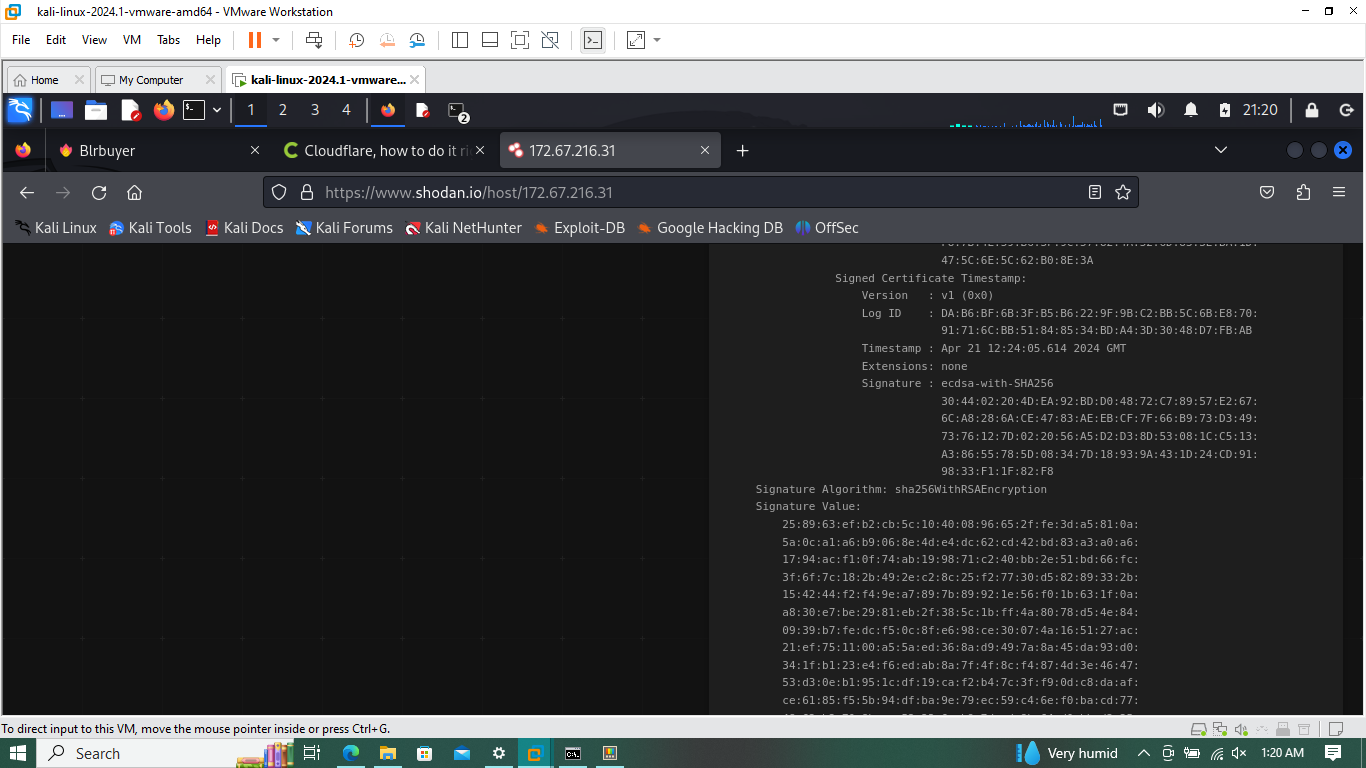 kali-linux-2024.1-vmware-amd64 - VMware Workstation
File Edit View VM Tabs Help
Home My Computer kali-linux-2024.1-vmware...
1 2 3 4 2 21:20
Blrbuyer Cloudflare, how to do it ri 172.67.216.31
https://www.shodan.io/host/172.67.216.31
Kali Linux Kali Tools Kali Docs Kali Forums Kali NetHunter Exploit-DB Google Hacking DB OffSec
47:5C:6E:5C:62:B0:8E:3A
Signed Certificate Timestamp:
Version : v1 (0x0)
Log ID : DA:B6:BF:6B:3F:B5:B6:22:9F:9B:C2:BB:5C:6B:E8:70:
91:71:6C:BB:51:84:85:34:BD:A4:3D:30:48:D7:FB:AB
Timestamp : Apr 21 12:24:05.614 2024 GMT
Extensions: none
Signature : ecdsa-with-SHA256
30:44:02:20:4D:EA:92:BD:D0:48:72:C7:89:57:E2:67:
6C:A8:28:6A:CE:47:83:AE:EB:CF:7F:66:B9:73:D3:49:
73:76:12:7D:02:20:56:A5:D2:D3:8D:53:08:1C:C5:13:
A3:86:55:78:5D:08:34:7D:18:93:9A:43:1D:24:CD:91:
98:33:F1:1F:82:F8
Signature Algorithm: sha256WithRSAEncryption
Signature Value:
25:89:63:ef:b2:cb:5c:10:40:08:96:65:2f:fe:3d:a5:81:0a:
5a:0c:a1:a6:b9:06:8e:4d:e4:dc:62:cd:42:bd:83:a3:a0:a6:
17:94:ac:f1:0f:74:ab:19:98:71:c2:40:bb:2e:51:bd:66:fc:
3f:6f:7c:18:2b:49:2e:c2:8c:25:f2:77:30:d5:82:89:33:2b:
15:42:44:f2:f4:9e:a7:89:7b:89:92:1e:56:f0:1b:63:1f:0a:
a8:30:e7:be:29:81:eb:2f:38:5c:1b:ff:4a:80:78:d5:4e:84:
09:39:b7:fe:dc:f5:0c:8f:e6:98:ce:30:07:4a:16:51:27:ac:
21:ef:75:11:00:a5:5a:ed:36:8a:d9:49:7a:8a:45:da:93:d0:
34:1f:b1:23:e4:f6:ed:ab:8a:7f:4f:8c:f4:87:4d:3e:46:47:
53:d3:0e:b1:95:1c:df:19:ca:f2:b4:7c:3f:f9:0d:c8:da:af:
ce:61:85:f5:5b:94:df:ba:9e:79:ec:59:c4:6e:f0:ba:cd:77:
To direct input to this VM, move the mouse pointer inside or press Ctrl+G.
Search Very humid 1:20 AM